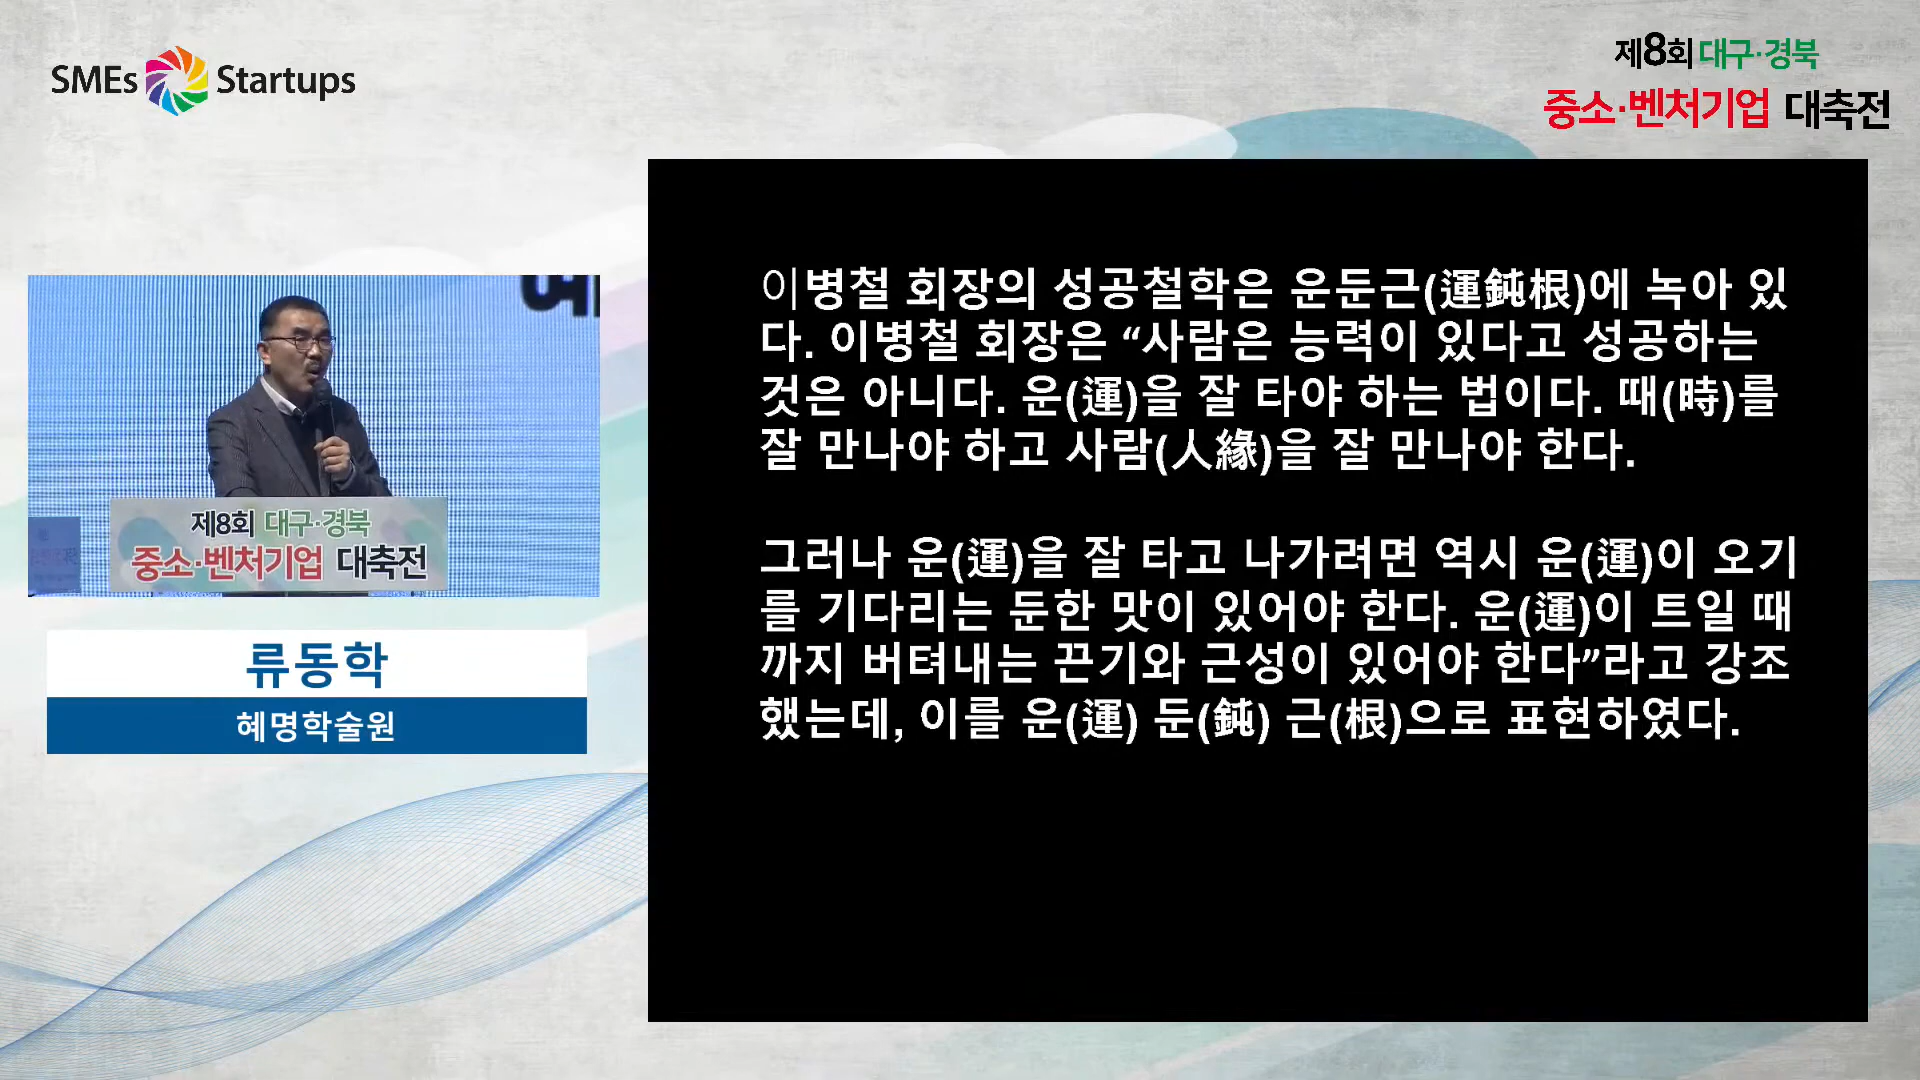 SMEs Startups
제8회 대구·경북
중소·벤처기업 대축전
이병철 회장의 성공철학은 운둔근(運鈍根)에 녹아 있
다. 이병철 회장은 “사람은 능력이 있다고 성공하는
것은 아니다. 운(運)을 잘 타야 하는 법이다. 때(時)를
잘 만나야 하고 사람(人緣)을 잘 만나야 한다.
그러나 운(運)을 잘 타고 나가려면 역시 운(運)이 오기
를 기다리는 둔한 맛이 있어야 한다. 운(運)이 트일 때
까지 버텨내는 끈기와 근성이 있어야 한다”라고 강조
했는데, 이를 운(運) 둔(鈍) 근(根)으로 표현하였다.
제8회 대구·경북
중소·벤처기업 대축전
류동학
혜명학술원